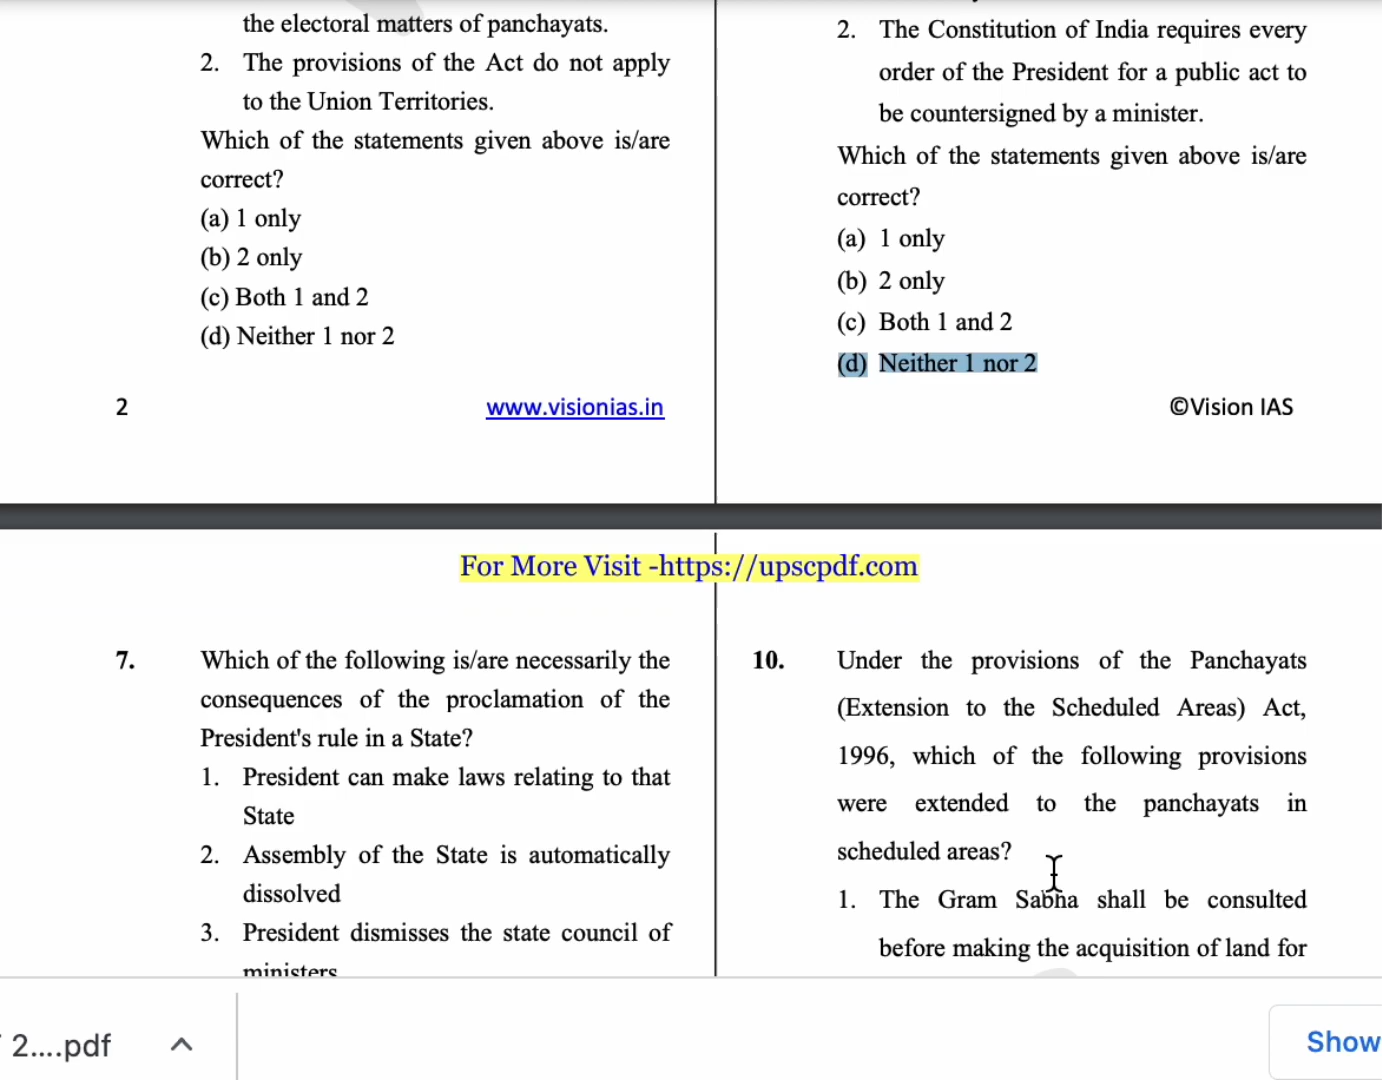 the electoral matters of panchayats.
2. The provisions of the Act do not apply
to the Union Territories.
Which of the statements given above is/are
correct?
(a) 1 only
(b) 2 only
(c) Both 1 and 2
(d) Neither 1 nor 2
2. The Constitution of India requires every
order of the President for a public act to
be countersigned by a minister.
Which of the statements given above is/are
correct?
(a) 1 only
(b) 2 only
(c) Both 1 and 2
(d) Neither 1 nor 2
2 www.visionias.in ©Vision IAS
For More Visit -https://upscpdf.com
7. Which of the following is/are necessarily the
consequences of the proclamation of the
President's rule in a State?
1. President can make laws relating to that
State
2. Assembly of the State is automatically
dissolved
3. President dismisses the state council of
ministers
10. Under the provisions of the Panchayats
(Extension to the Scheduled Areas) Act,
1996, which of the following provisions
were extended to the panchayats in
scheduled areas?
1. The Gram Sabha shall be consulted
before making the acquisition of land for
2....pdf
Show